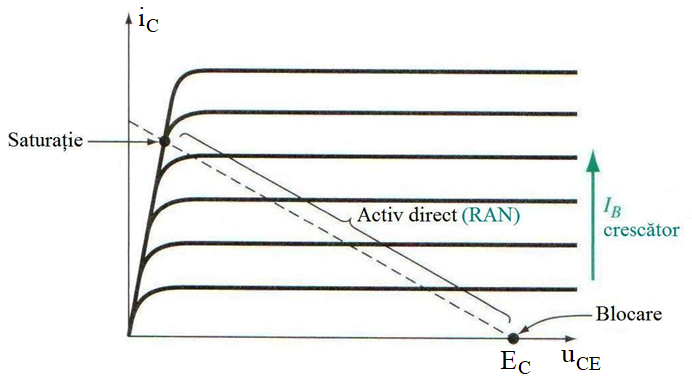 iC
Saturație
Activ direct (RAN)
IB
crescător
Blocare
EC
uCE